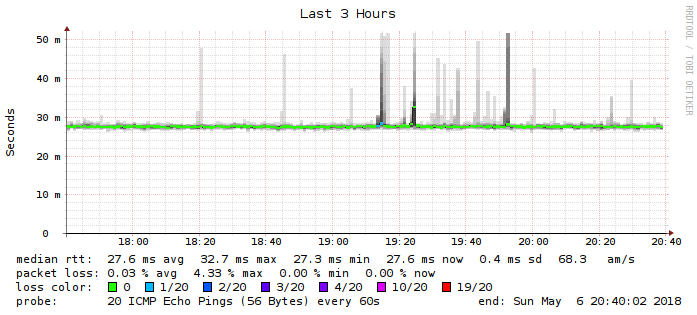 Last 3 Hours
RRDTOOL / TOBI OETIKER
Seconds
50 m
40 m
30 m
20 m
10 m
0
18:00 18:20 18:40 19:00 19:20 19:40 20:00 20:20 20:40
median rtt: 27.6 ms avg 32.7 ms max 27.3 ms min 27.6 ms now 0.4 ms sd 68.3 am/s
packet loss: 0.03 % avg 4.33 % max 0.00 % min 0.00 % now
loss color: 0 1/20 2/20 3/20 4/20 10/20 19/20
probe: 20 ICMP Echo Pings (56 Bytes) every 60s end: Sun May 6 20:40:02 2018